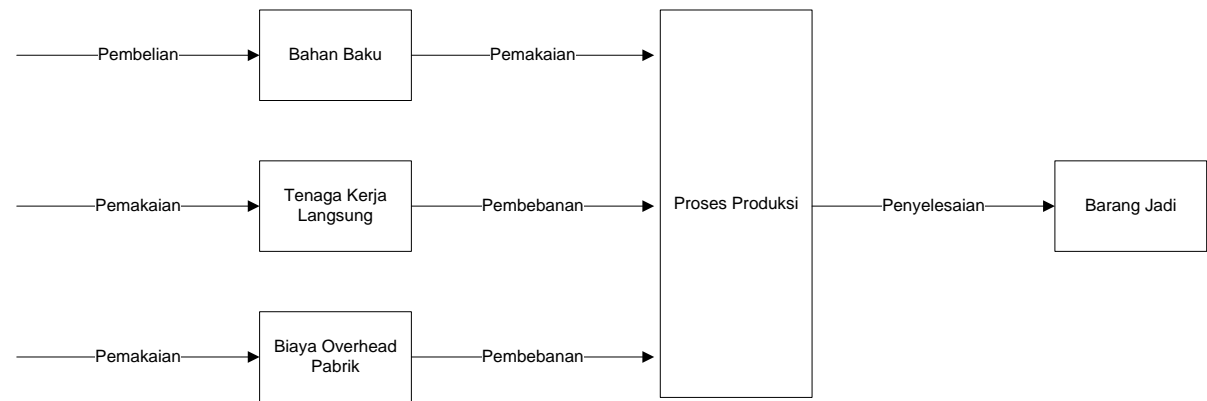 Pembelian
Bahan Baku
Pemakaian
Pemakaian
Tenaga Kerja
Langsung
Pembebanan
Proses Produksi
Penyelesaian
Barang Jadi
Pemakaian
Biaya Overhead
Pabrik
Pembebanan